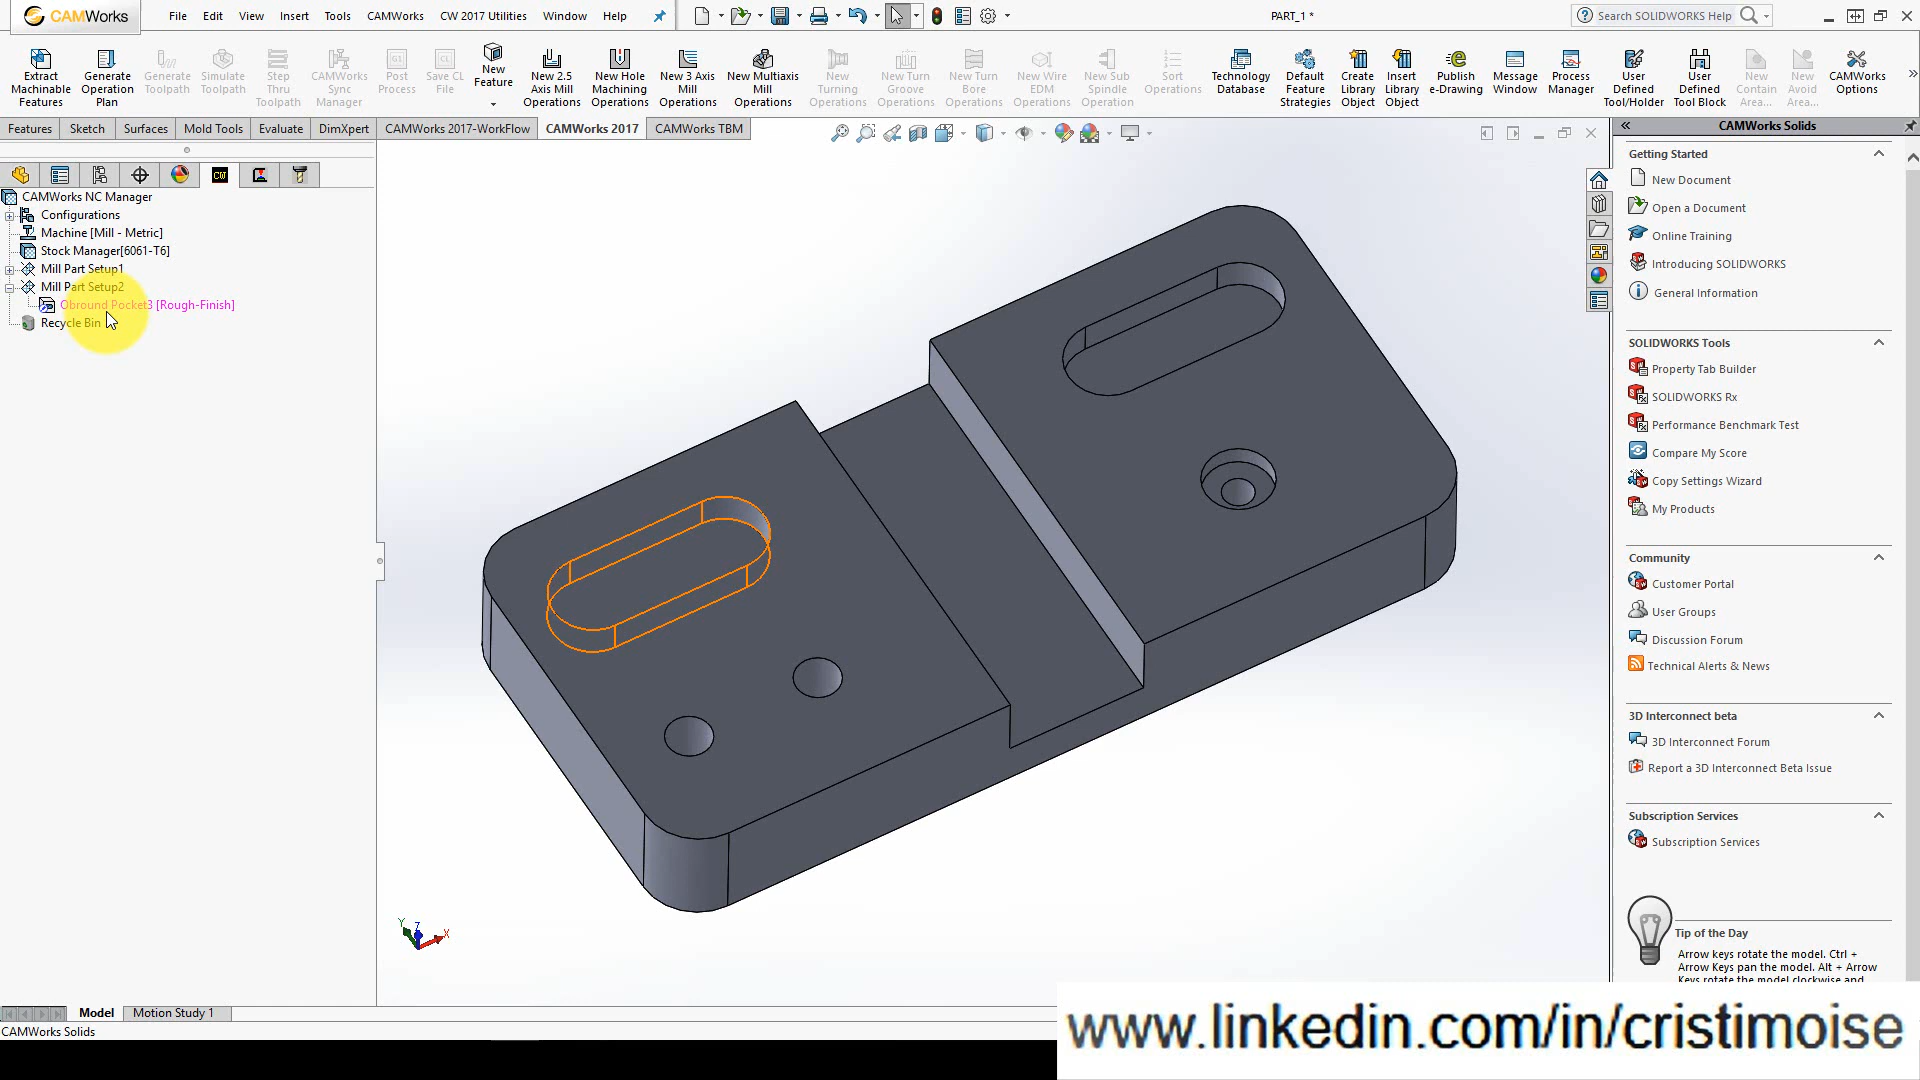 CAMWorks
File Edit View Insert Tools CAMWorks CW 2017 Utilities Window Help
PART_1 *
Search SOLIDWORKS Help
Extract Machinable Features
Generate Operation Plan
Generate Toolpath
Simulate Toolpath
Step Thru Toolpath
CAMWorks Sync Manager
Post Process
Save CL File
New Feature
New 2.5 Axis Mill Operations
New Hole Machining Operations
New 3 Axis Mill Operations
New Multiaxis Mill Operations
New Turning Operations
New Turn Groove Operations
New Turn Bore Operations
New Wire EDM Operations
New Sub Spindle Operation
Sort Operations
Technology Database
Default Feature Strategies
Create Library Object
Insert Library Object
Publish e-Drawing
Message Window
Process Manager
User Defined Tool/Holder
User Defined Tool Block
New Contain Area...
New Avoid Area...
CAMWorks Options
Features Sketch Surfaces Mold Tools Evaluate DimXpert CAMWorks 2017-WorkFlow CAMWorks 2017 CAMWorks TBM
CAMWorks NC Manager
Configurations
Machine [Mill - Metric]
Stock Manager[6061-T6]
Mill Part Setup1
Mill Part Setup2
Obround Pocket3 [Rough-Finish]
Recycle Bin
CAMWorks Solids
Getting Started
New Document
Open a Document
Online Training
Introducing SOLIDWORKS
General Information
SOLIDWORKS Tools
Property Tab Builder
SOLIDWORKS Rx
Performance Benchmark Test
Compare My Score
Copy Settings Wizard
My Products
Community
Customer Portal
User Groups
Discussion Forum
Technical Alerts & News
3D Interconnect beta
3D Interconnect Forum
Report a 3D Interconnect Beta Issue
Subscription Services
Subscription Services
Tip of the Day
Arrow keys rotate the model. Ctrl +
Arrow Keys pan the model. Alt + Arrow
Keys rotate the model clockwise and
Y Z X
Model Motion Study 1
CAMWorks Solids
www.linkedin.com/in/cristimoise